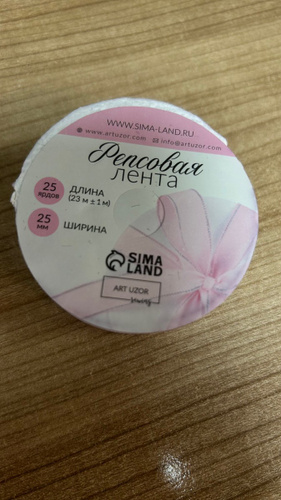 WWW.SIMA-LAND.RU
www.artuzor.com info@artuzor.com
Репсовая
лента
25 ярдов
ДЛИНА
(23 м ± 1 м)
25 мм
ШИРИНА
SIMA
LAND
ART UZOR